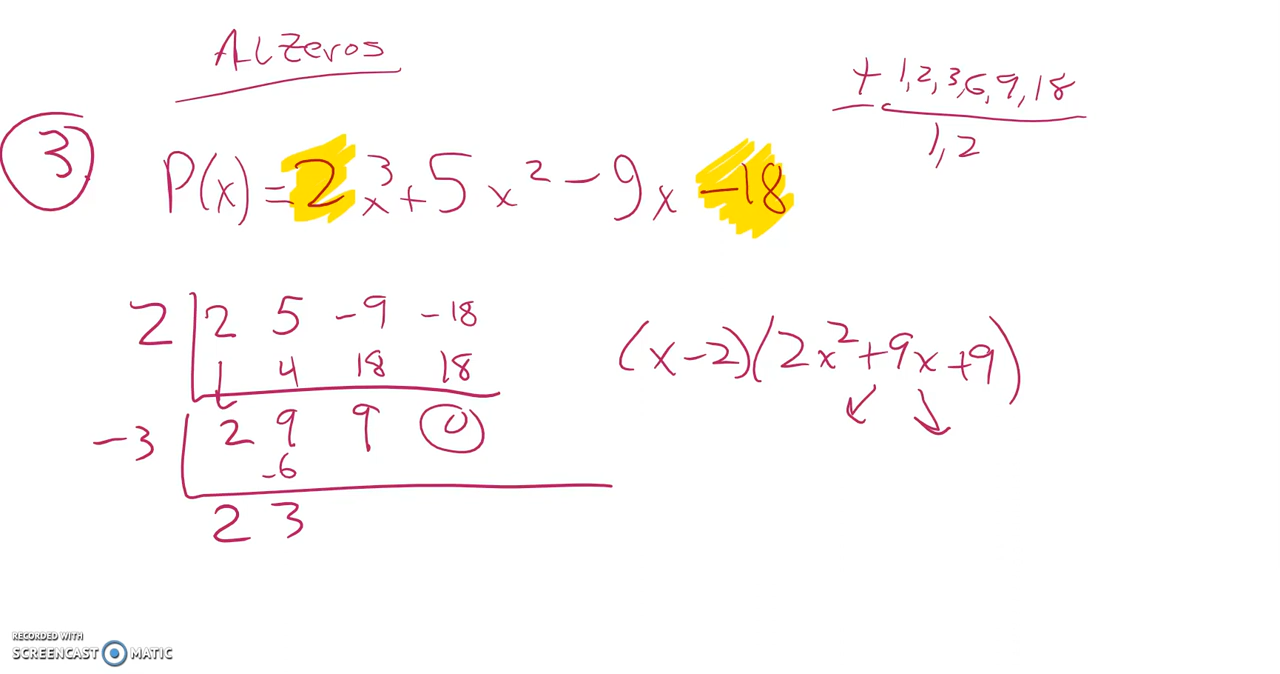 All Zeros
± 1, 2, 3, 6, 9, 18
1, 2
3
P(x) = 2x³ + 5x² - 9x - 18
2 | 2 5 -9 -18
↓ 4 18 18
-3 | 2 9 9 0
-6
2 3
(x-2)(2x² + 9x + 9)
RECORDED WITH
SCREENCAST MATIC